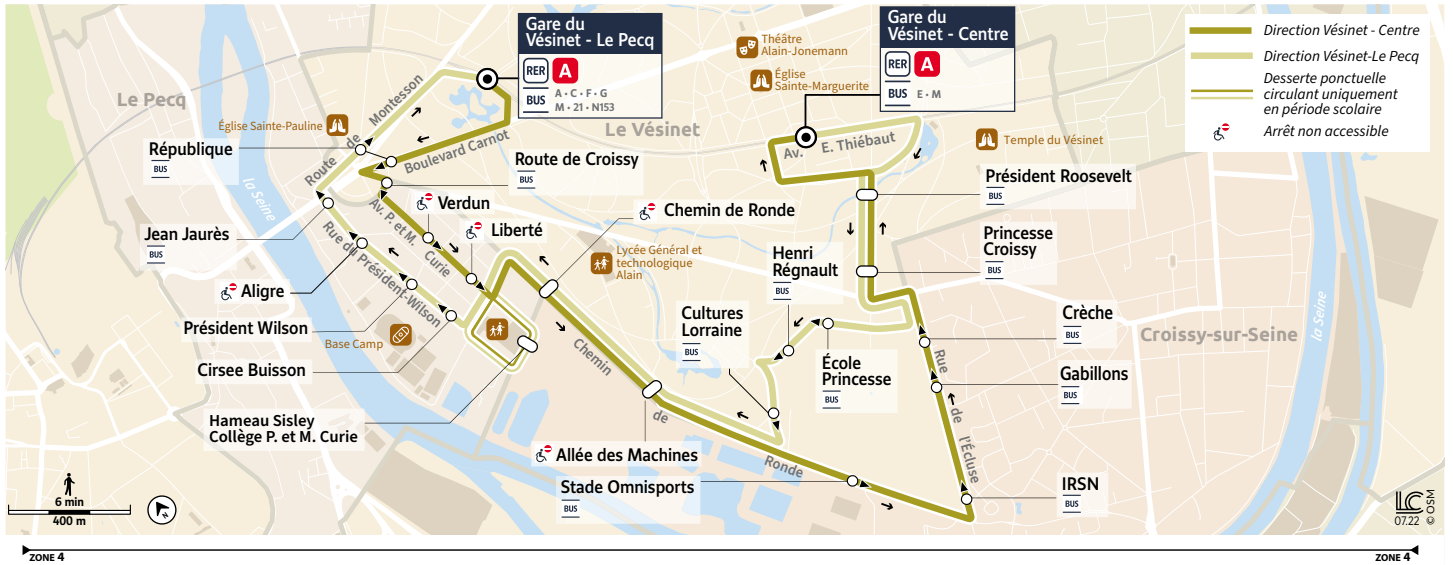 Gare du
Vésinet - Le Pecq
RER A
BUS A • C • F • G
M • 21 • N153
Gare du
Vésinet - Centre
RER A
BUS E • M
Direction Vésinet - Centre
Direction Vésinet-Le Pecq
Desserte ponctuelle
circulant uniquement
en période scolaire
Arrêt non accessible
Théâtre
Alain-Jonemann
Église
Sainte-Marguerite
Le Pecq
Le Vésinet
Croissy-sur-Seine
la Seine
la Seine
Église Sainte-Pauline
Temple du Vésinet
Route de Montesson
Boulevard Carnot
Av. E. Thiébaut
République
BUS
Route de Croissy
BUS
Président Roosevelt
BUS
Verdun
Liberté
Chemin de Ronde
Jean Jaurès
BUS
Av. P. et M. Curie
Rue du Président-Wilson
Lycée Général et
technologique
Alain
Henri
Régnault
BUS
Princesse
Croissy
BUS
Aligre
Président Wilson
Base Camp
Cirsee Buisson
Cultures
Lorraine
BUS
Crèche
BUS
École
Princesse
BUS
Gabillons
BUS
Hameau Sisley
Collège P. et M. Curie
Chemin de Ronde
Rue de l'Écluse
Allée des Machines
Stade Omnisports
BUS
IRSN
BUS
6 min
400 m
N
LC
07.22
© OSM
ZONE 4
ZONE 4